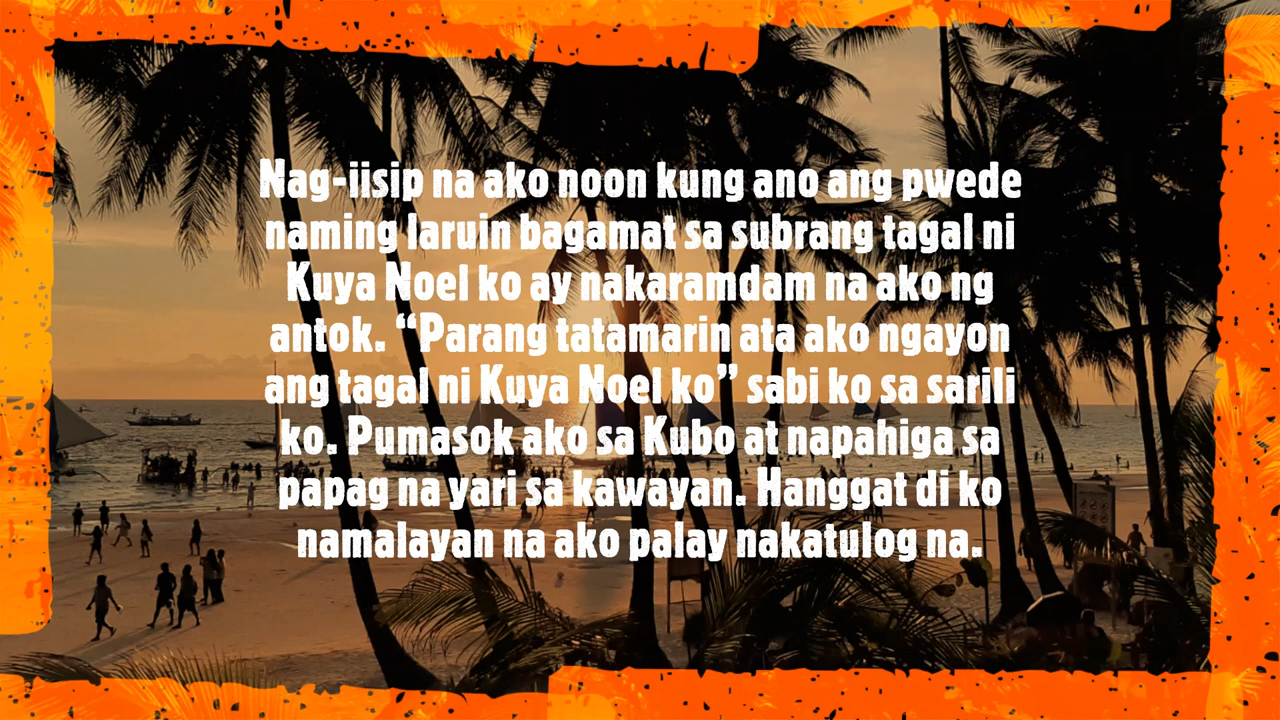 Nag-iisip na ako noon kung ano ang pwede
naming laruin bagamat sa subrang tagal ni
Kuya Noel ko ay nakaramdam na ako ng
antok. “Parang tatamarin ata ako ngayon
ang tagal ni Kuya Noel ko” sabi ko sa sarili
ko. Pumasok ako sa Kubo at napahiga sa
papag na yari sa kawayan. Hanggat di ko
namalayan na ako palay nakatulog na.